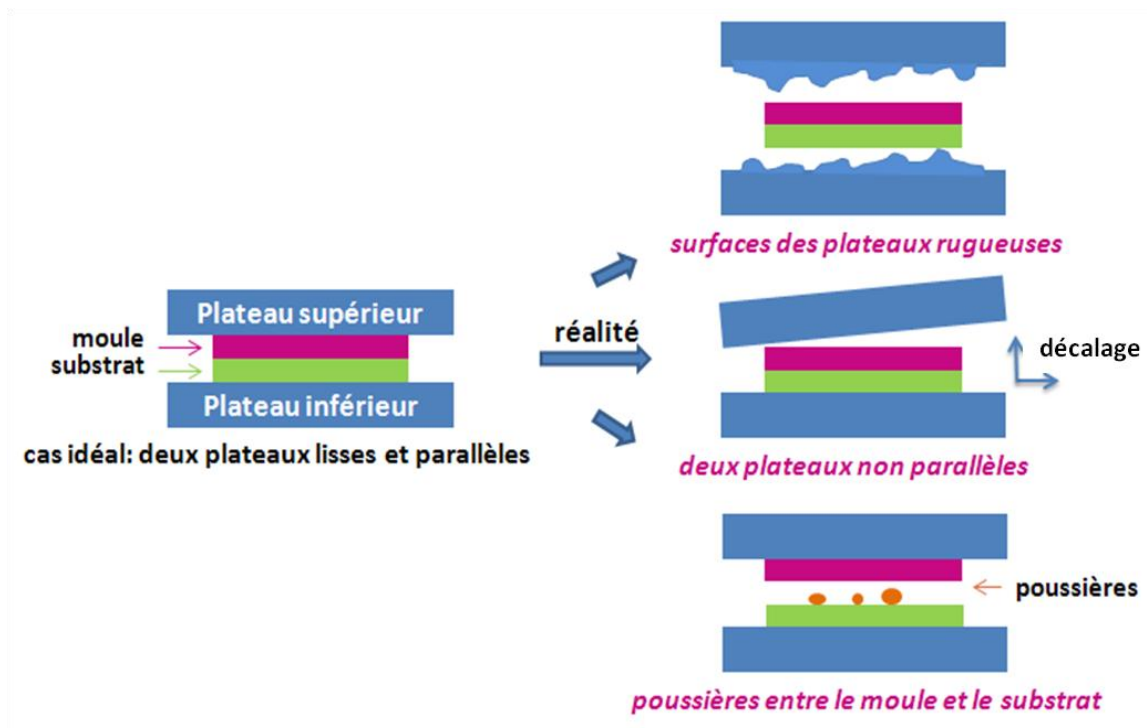 surfaces des plateaux rugueuses
Plateau supérieur
moule
substrat
Plateau inférieur
cas idéal: deux plateaux lisses et parallèles
réalité
décalage
deux plateaux non parallèles
poussières
poussières entre le moule et le substrat